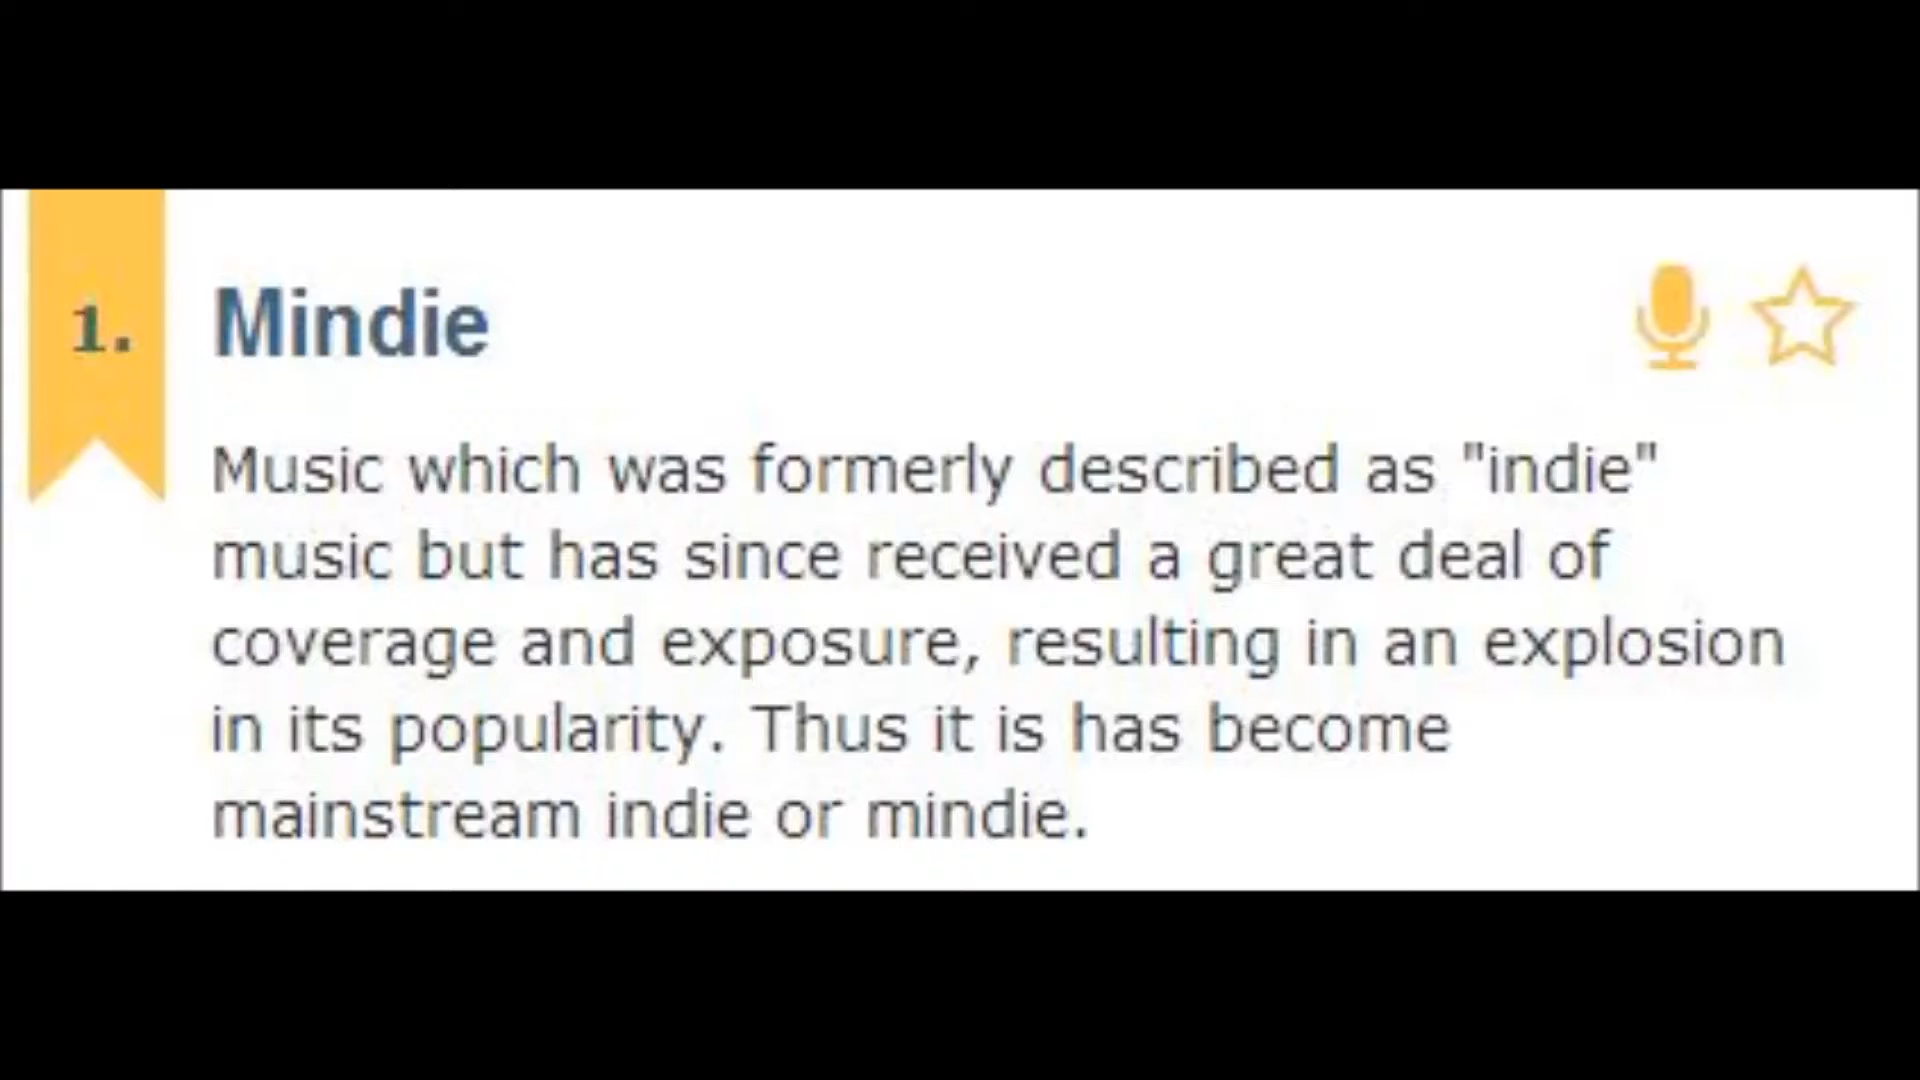 1.
Mindie
Music which was formerly described as "indie"
music but has since received a great deal of
coverage and exposure, resulting in an explosion
in its popularity. Thus it is has become
mainstream indie or mindie.